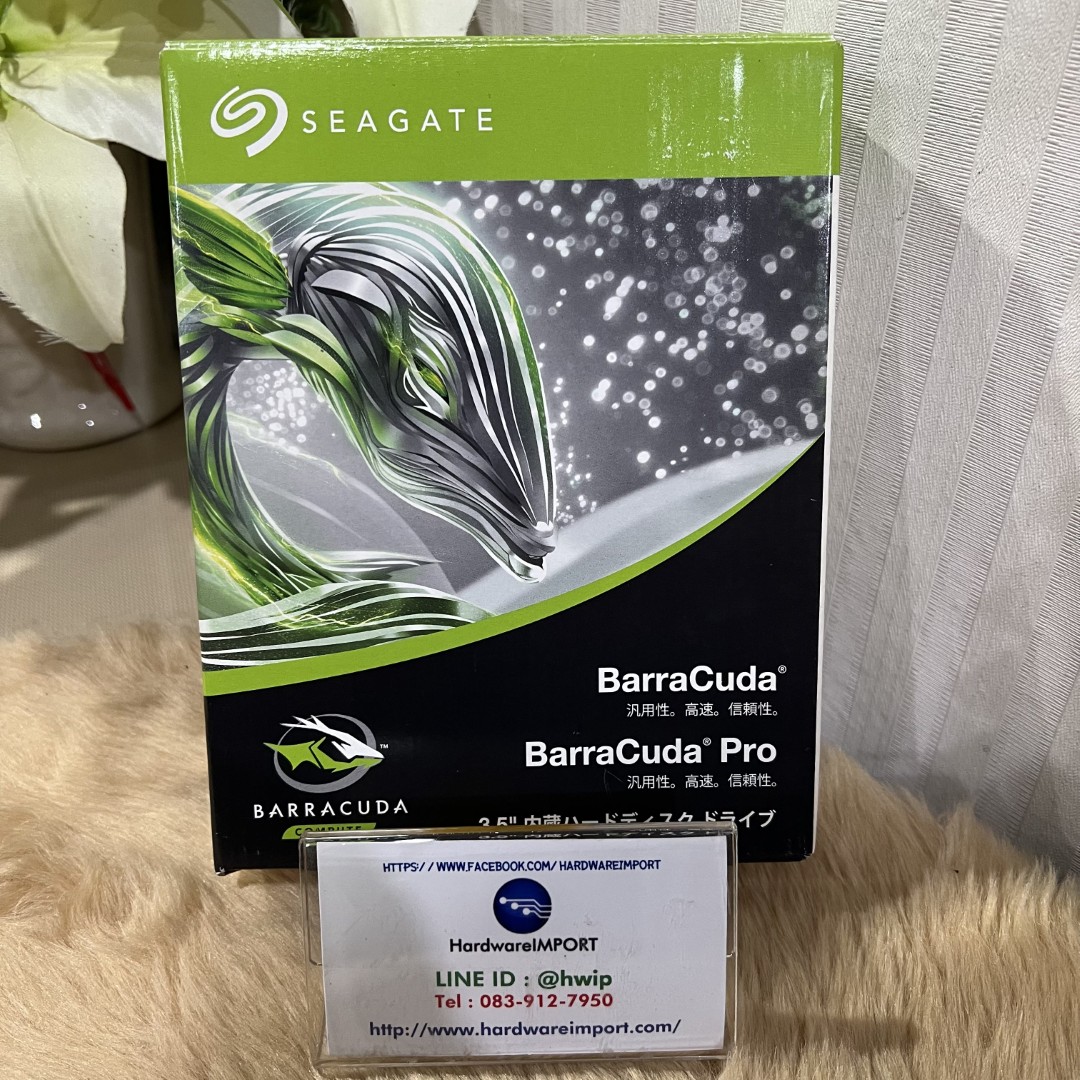 SEAGATE
BarraCuda®
汎用性。高速。信頼性。
BarraCuda® Pro
汎用性。高速。信頼性。
BARRACUDA™
COMPUTE
3.5" 内蔵ハードディスク ドライブ
HTTPS://WWW.FACEBOOK.COM/HARDWAREIMPORT
HardwareIMPORT
LINE ID : @hwip
Tel : 083-912-7950
http://www.hardwareimport.com/